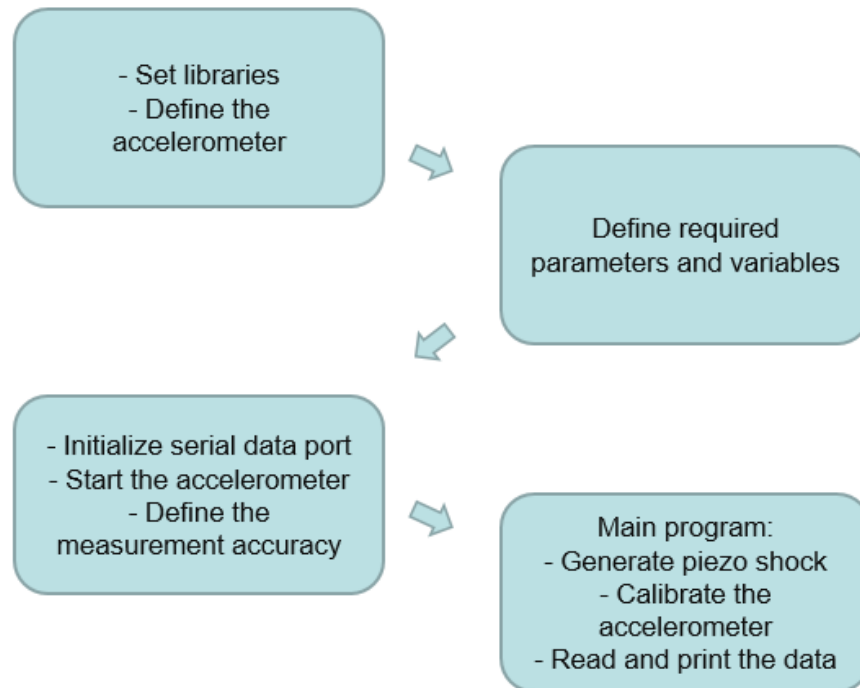 - Set libraries
- Define the
accelerometer
Define required
parameters and variables
- Initialize serial data port
- Start the accelerometer
- Define the
measurement accuracy
Main program:
- Generate piezo shock
- Calibrate the
accelerometer
- Read and print the data